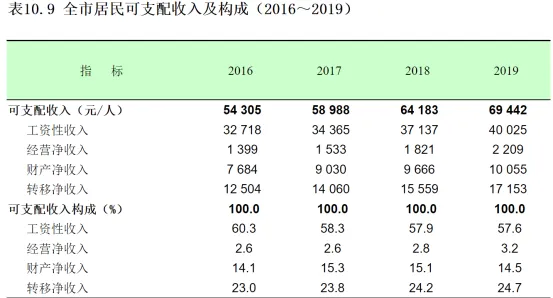 表10.9 全市居民可支配收入及构成（2016～2019）
指 标 2016 2017 2018 2019
可支配收入（元/人） 54 305 58 988 64 183 69 442
工资性收入 32 718 34 365 37 137 40 025
经营净收入 1 399 1 533 1 821 2 209
财产净收入 7 684 9 030 9 666 10 055
转移净收入 12 504 14 060 15 559 17 153
可支配收入构成（%） 100.0 100.0 100.0 100.0
工资性收入 60.3 58.3 57.9 57.6
经营净收入 2.6 2.6 2.8 3.2
财产净收入 14.1 15.3 15.1 14.5
转移净收入 23.0 23.8 24.2 24.7